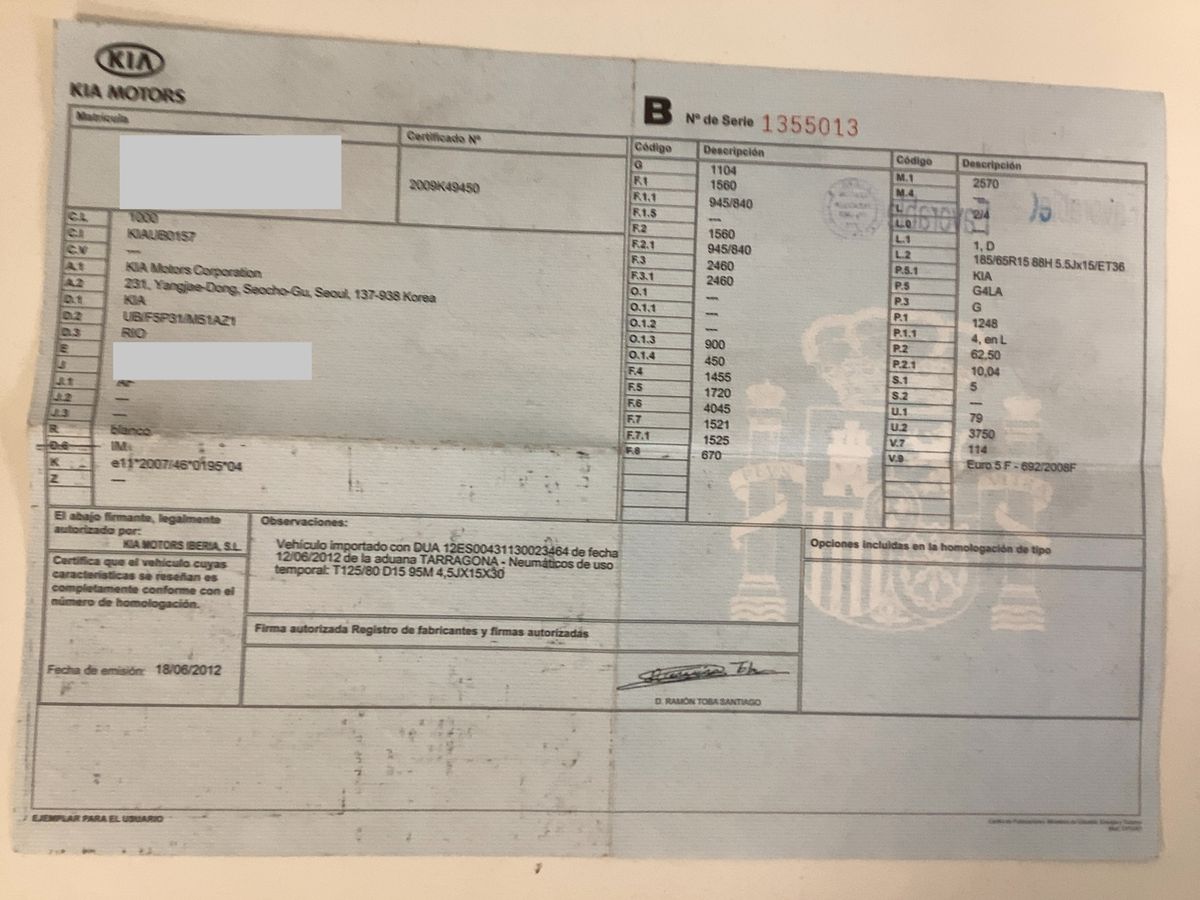 KIA
KIA MOTORS
B Nº de Serie 1355013
Matrícula
Certificado Nº
2009K49450
C.L 1000
C.I KIAUB0157
C.V —
A.1 KIA Motors Corporation
A.2 231, Yangjae-Dong, Seocho-Gu, Seoul, 137-938 Korea
D.1 KIA
D.2 UB/F5P31/M51AZ1
D.3 RIO
E
J
J.1
J.2 —
J.3 —
R blanco
D.6 IM
K e11*2007/46*0195*04
Z —
Código Descripción
G 1104
F.1 1560
F.1.1 945/840
F.1.5 —
F.2 1560
F.2.1 945/840
F.3 2460
F.3.1 2460
O.1 —
O.1.1 —
O.1.2 —
O.1.3 900
O.1.4 450
F.4 1455
F.5 1720
F.6 4045
F.7 1521
F.7.1 1525
F.8 670
Código Descripción
M.1 2570
M.4 —
L 2/4
L.0 —
L.1 1, D
L.2 185/65R15 88H 5.5Jx15/ET36
P.5.1 KIA
P.5 G4LA
P.3 G
P.1 1248
P.1.1 4, en L
P.2 62.50
P.2.1 10,04
S.1 5
S.2 —
U.1 79
U.2 3750
V.7 114
V.9 Euro 5 F - 692/2008F
Favorable
El abajo firmante, legalmente
autorizado por:
KIA MOTORS IBERIA, S.L.
Certifica que el vehículo cuyas
características se reseñan es
completamente conforme con el
número de homologación.
Fecha de emisión: 18/06/2012
Observaciones:
Vehículo importado con DUA 12ES00431130023464 de fecha
12/06/2012 de la aduana TARRAGONA - Neumáticos de uso
temporal: T125/80 D15 95M 4,5JX15X30
Firma autorizada Registro de fabricantes y firmas autorizadas
D. RAMÓN TOBA SANTIAGO
Opciones incluidas en la homologación de tipo
EJEMPLAR PARA EL USUARIO